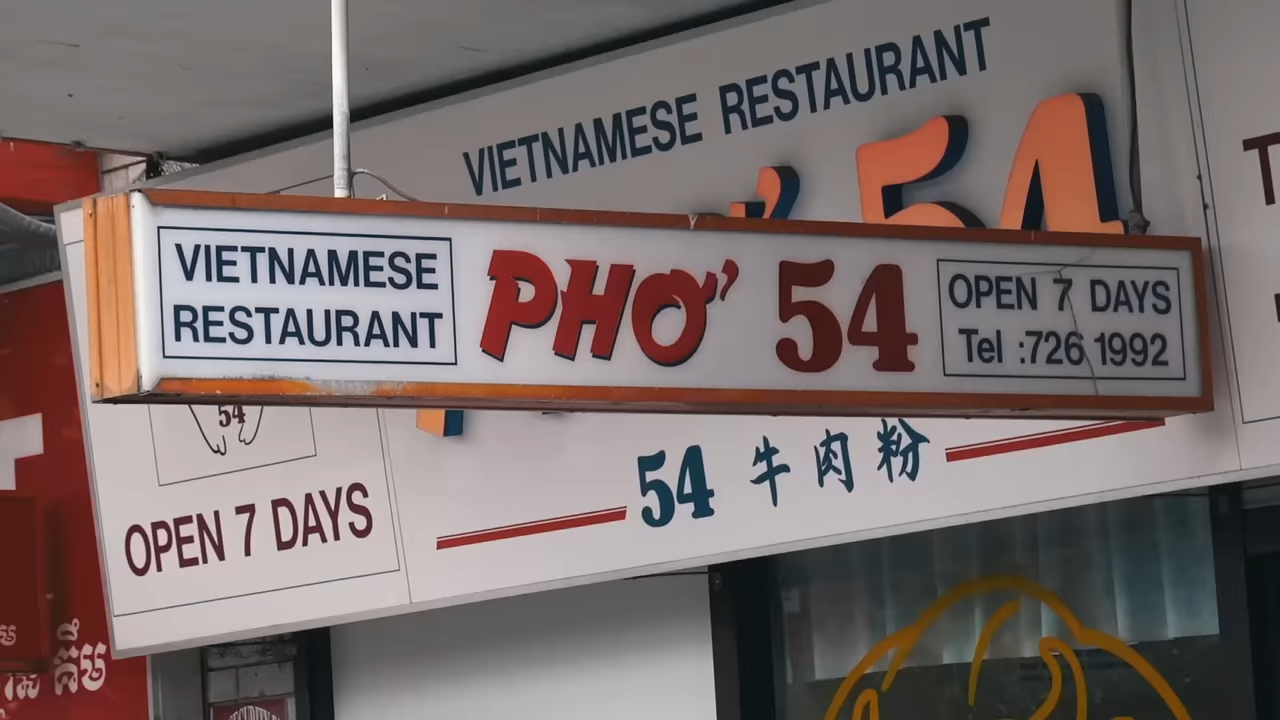 VIETNAMESE RESTAURANT
54
VIETNAMESE
RESTAURANT
PHỞ 54
OPEN 7 DAYS
Tel :726 1992
54
OPEN 7 DAYS
54 牛肉粉